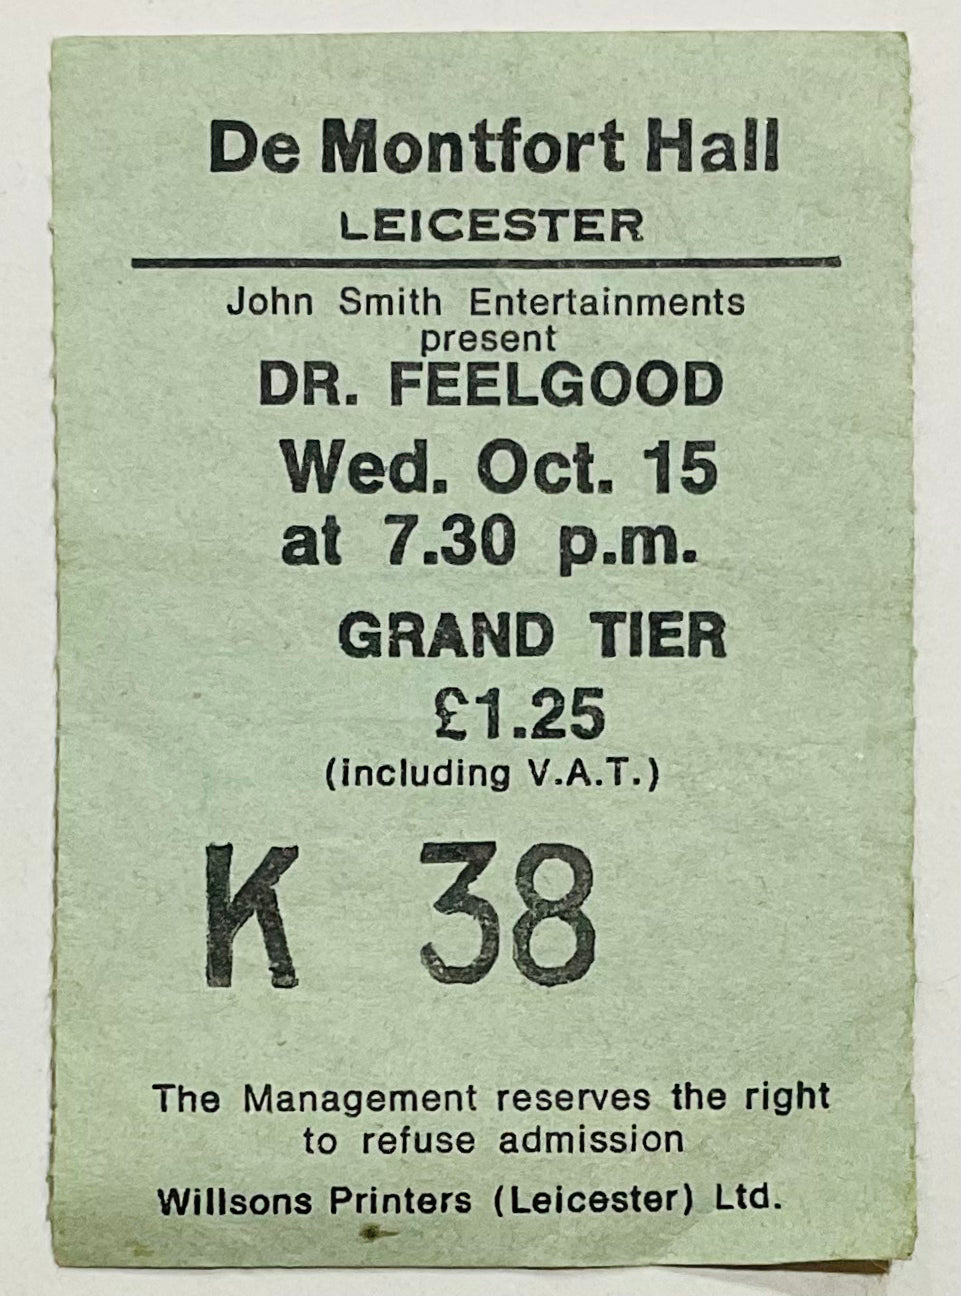 De Montfort Hall
LEICESTER
John Smith Entertainments
present
DR. FEELGOOD
Wed. Oct. 15
at 7.30 p.m.
GRAND TIER
£1.25
(including V.A.T.)
K 38
The Management reserves the right
to refuse admission
Willsons Printers (Leicester) Ltd.